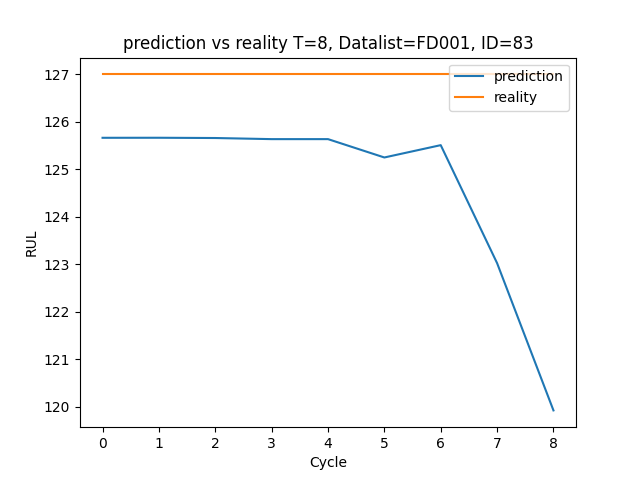 prediction vs reality T=8, Datalist=FD001, ID=83
127
126
125
124
123
122
121
120
RUL
prediction
reality
0 1 2 3 4 5 6 7 8
Cycle